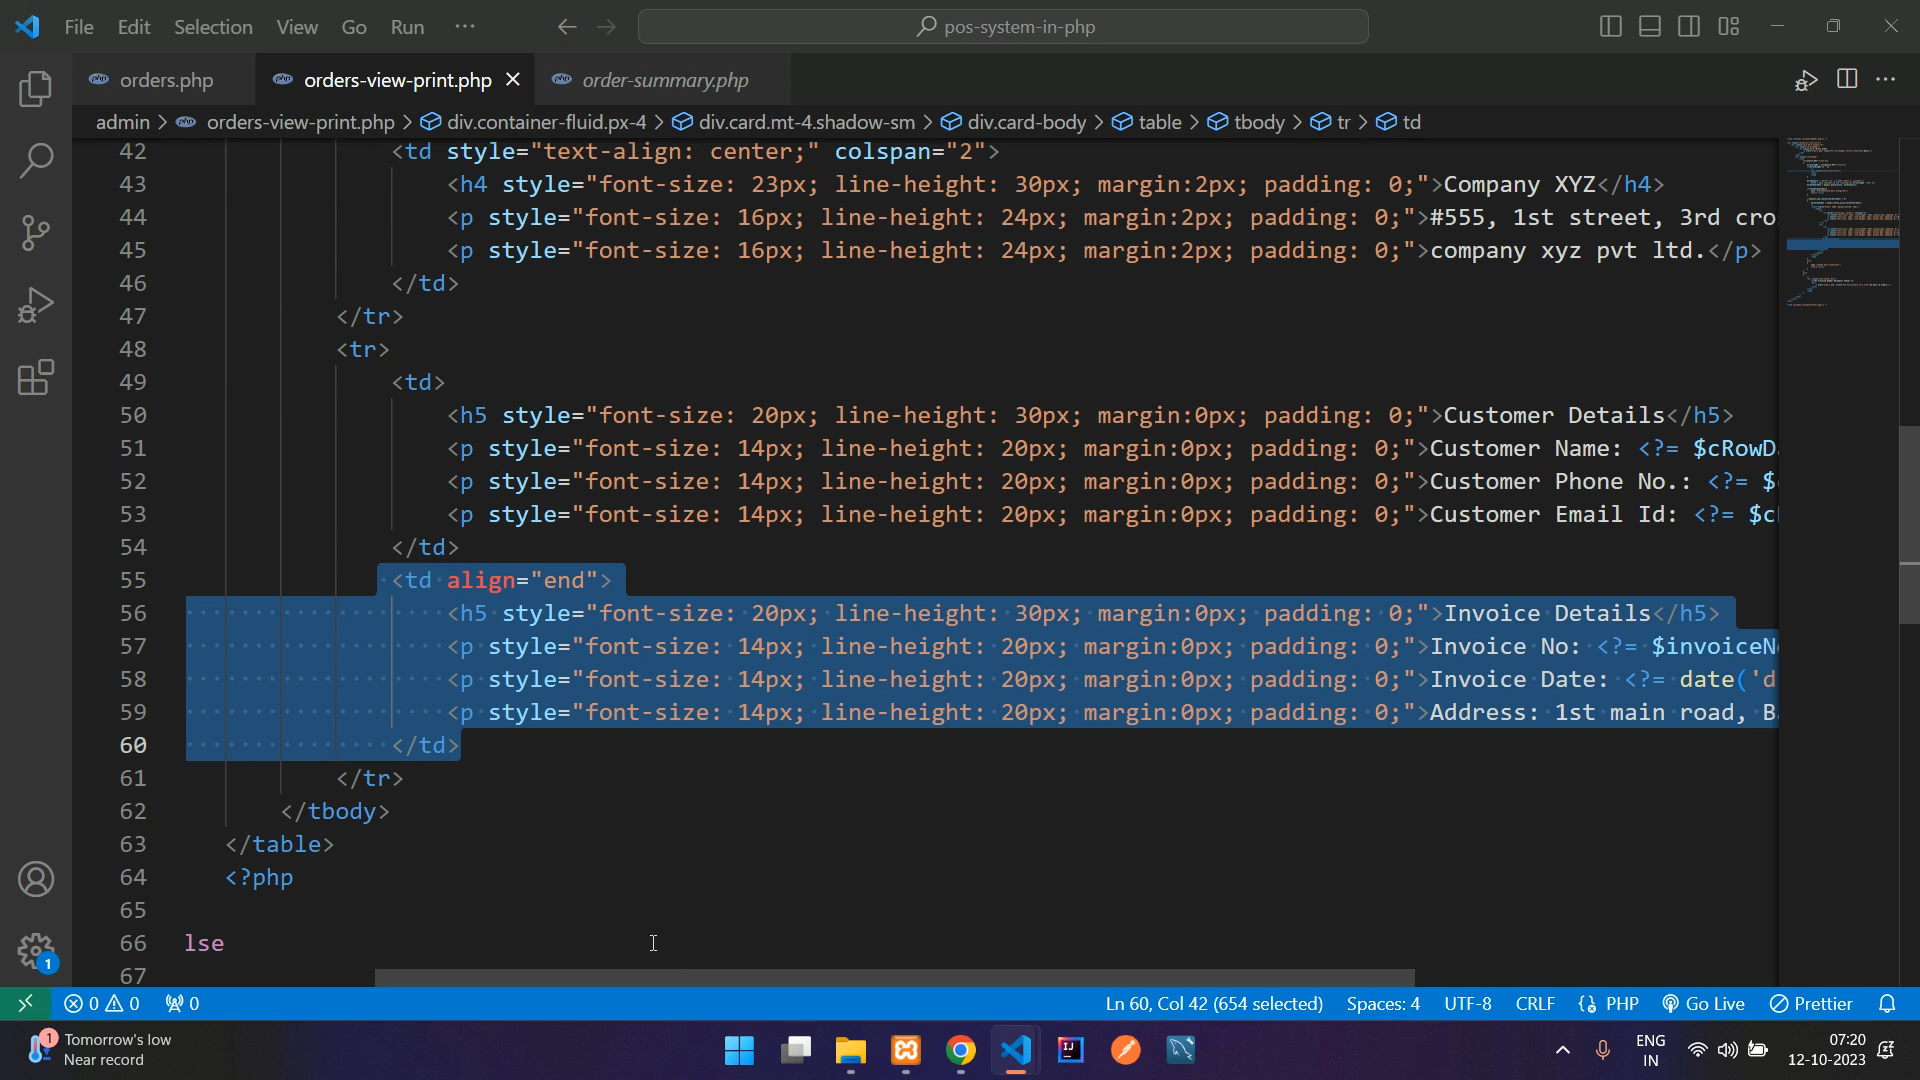 File Edit Selection View Go Run ··· pos-system-in-php
orders.php orders-view-print.php order-summary.php
admin > orders-view-print.php > div.container-fluid.px-4 > div.card.mt-4.shadow-sm > div.card-body > table > tbody > tr > td
42 <td style="text-align: center;" colspan="2">
43 <h4 style="font-size: 23px; line-height: 30px; margin:2px; padding: 0;">Company XYZ</h4>
44 <p style="font-size: 16px; line-height: 24px; margin:2px; padding: 0;">#555, 1st street, 3rd cro
45 <p style="font-size: 16px; line-height: 24px; margin:2px; padding: 0;">company xyz pvt ltd.</p>
46 </td>
47 </tr>
48 <tr>
49 <td>
50 <h5 style="font-size: 20px; line-height: 30px; margin:0px; padding: 0;">Customer Details</h5>
51 <p style="font-size: 14px; line-height: 20px; margin:0px; padding: 0;">Customer Name: <?= $cRowD
52 <p style="font-size: 14px; line-height: 20px; margin:0px; padding: 0;">Customer Phone No.: <?= $
53 <p style="font-size: 14px; line-height: 20px; margin:0px; padding: 0;">Customer Email Id: <?= $c
54 </td>
55 <td align="end">
56 <h5 style="font-size: 20px; line-height: 30px; margin:0px; padding: 0;">Invoice Details</h5>
57 <p style="font-size: 14px; line-height: 20px; margin:0px; padding: 0;">Invoice No: <?= $invoiceN
58 <p style="font-size: 14px; line-height: 20px; margin:0px; padding: 0;">Invoice Date: <?= date('d
59 <p style="font-size: 14px; line-height: 20px; margin:0px; padding: 0;">Address: 1st main road, B
60 </td>
61 </tr>
62 </tbody>
63 </table>
64 <?php
65
66 lse
67
1 0 0 0 Ln 60, Col 42 (654 selected) Spaces: 4 UTF-8 CRLF PHP Go Live Prettier
1 Tomorrow's low ENG 07:20
Near record IN 12-10-2023